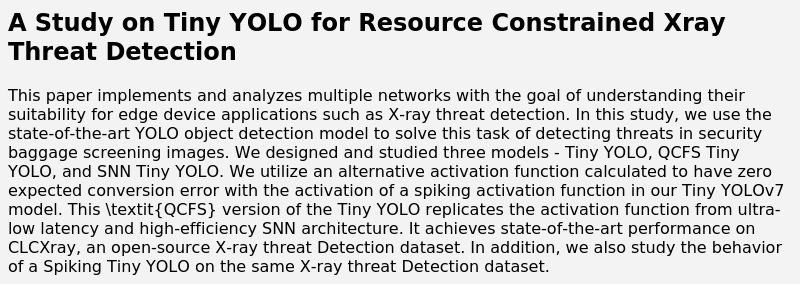 A Study on Tiny YOLO for Resource Constrained Xray
Threat Detection
This paper implements and analyzes multiple networks with the goal of understanding their
suitability for edge device applications such as X-ray threat detection. In this study, we use the
state-of-the-art YOLO object detection model to solve this task of detecting threats in security
baggage screening images. We designed and studied three models - Tiny YOLO, QCFS Tiny
YOLO, and SNN Tiny YOLO. We utilize an alternative activation function calculated to have zero
expected conversion error with the activation of a spiking activation function in our Tiny YOLOv7
model. This \textit{QCFS} version of the Tiny YOLO replicates the activation function from ultra-
low latency and high-efficiency SNN architecture. It achieves state-of-the-art performance on
CLCXray, an open-source X-ray threat Detection dataset. In addition, we also study the behavior
of a Spiking Tiny YOLO on the same X-ray threat Detection dataset.